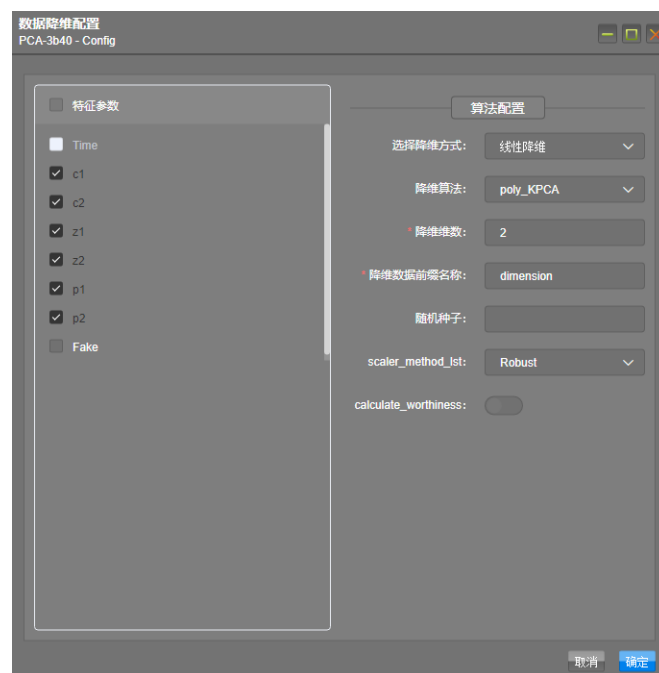 数据降维配置
PCA-3b40 - Config
特征参数
Time
c1
c2
z1
z2
p1
p2
Fake
算法配置
选择降维方式: 线性降维
降维算法: poly_KPCA
*降维维数: 2
*降维数据前缀名称: dimension
随机种子:
scaler_method_lst: Robust
calculate_worthiness:
取消 确定